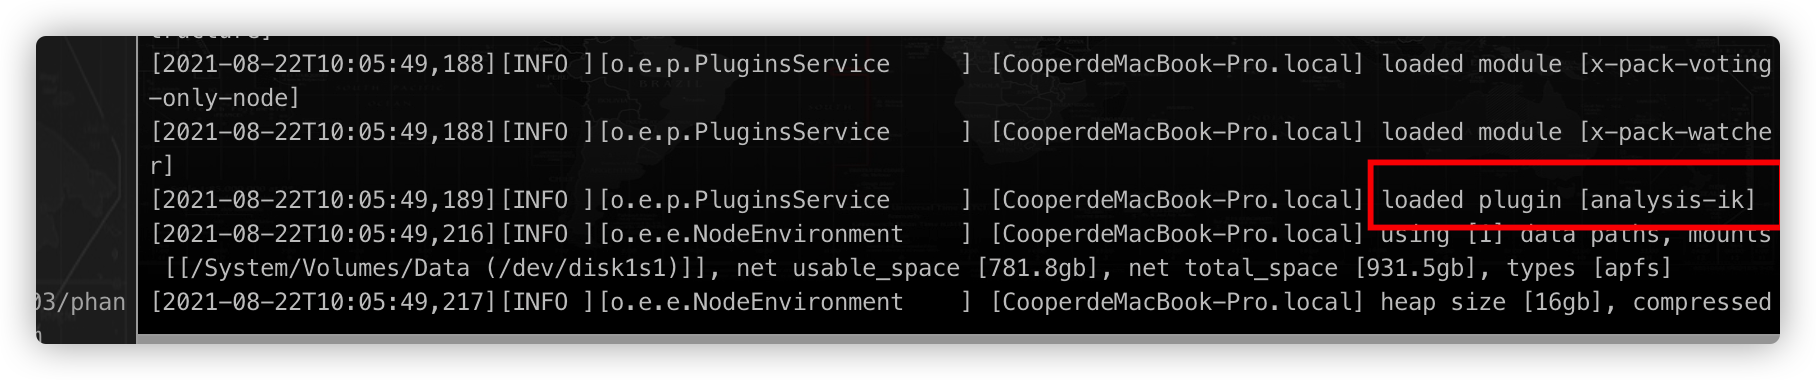 [2021-08-22T10:05:49,188][INFO ][o.e.p.PluginsService     ] [CooperdeMacBook-Pro.local] loaded module [x-pack-voting
-only-node]
[2021-08-22T10:05:49,188][INFO ][o.e.p.PluginsService     ] [CooperdeMacBook-Pro.local] loaded module [x-pack-watche
r]
[2021-08-22T10:05:49,189][INFO ][o.e.p.PluginsService     ] [CooperdeMacBook-Pro.local] loaded plugin [analysis-ik]
[2021-08-22T10:05:49,216][INFO ][o.e.e.NodeEnvironment    ] [CooperdeMacBook-Pro.local] using [1] data paths, mounts
[[/System/Volumes/Data (/dev/disk1s1)]], net usable_space [781.8gb], net total_space [931.5gb], types [apfs]
03/phan
[2021-08-22T10:05:49,217][INFO ][o.e.e.NodeEnvironment    ] [CooperdeMacBook-Pro.local] heap size [16gb], compressed